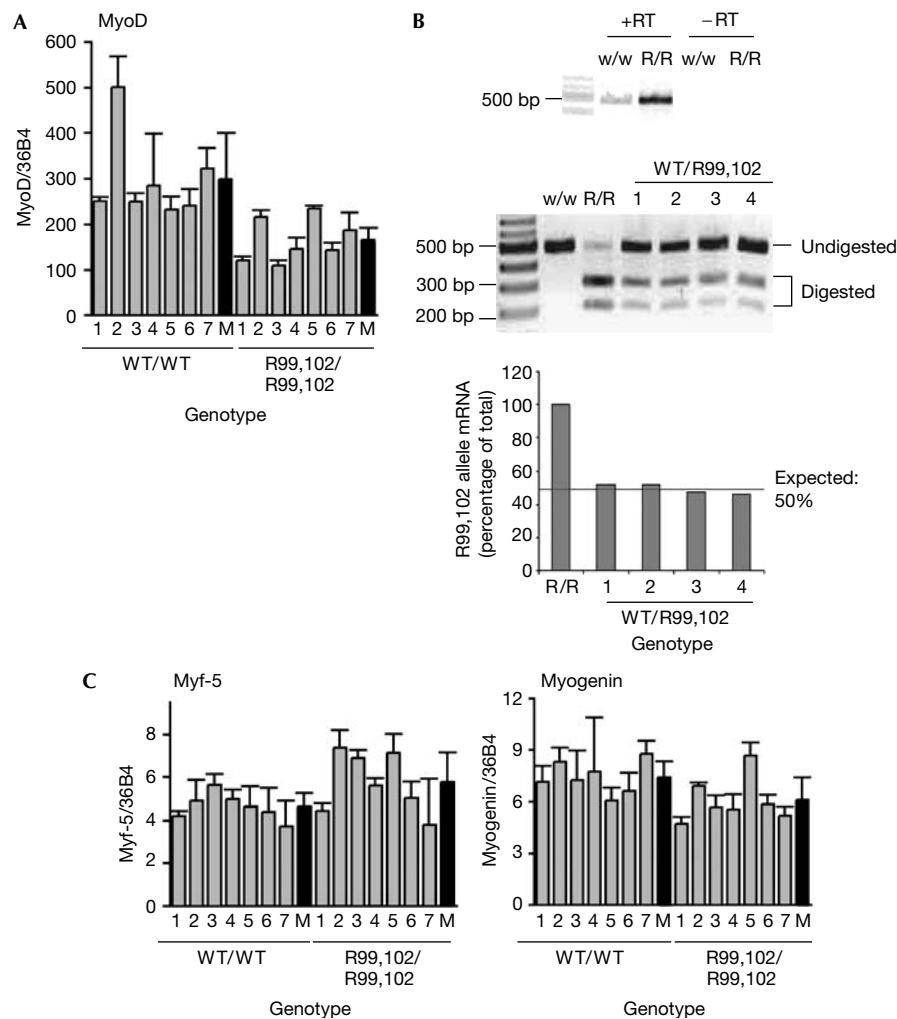 A MyoD
600
500
400
300
200
100
0
MyoD/36B4
1 2 3 4 5 6 7 M 1 2 3 4 5 6 7 M
WT/WT R99,102/
R99,102
Genotype
B
+RT –RT
w/w R/R w/w R/R
500 bp
WT/R99,102
w/w R/R 1 2 3 4
500 bp Undigested
300 bp Digested
200 bp
120
100
80
60
40
20
0
R99,102 allele mRNA
(percentage of total)
Expected:
50%
R/R 1 2 3 4
WT/R99,102
Genotype
C Myf-5
8
6
4
2
0
Myf-5/36B4
1 2 3 4 5 6 7 M 1 2 3 4 5 6 7 M
WT/WT R99,102/
R99,102
Genotype
Myogenin
12
9
6
3
0
Myogenin/36B4
1 2 3 4 5 6 7 M 1 2 3 4 5 6 7 M
WT/WT R99,102/
R99,102
Genotype